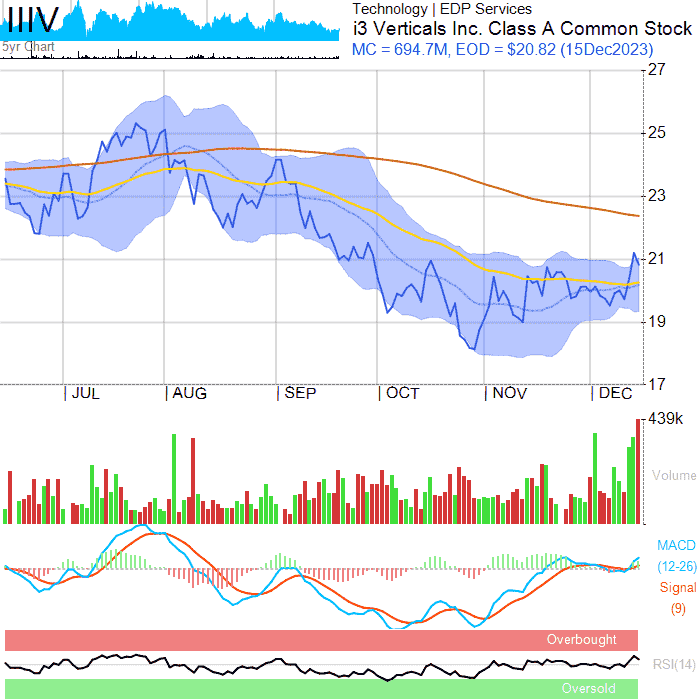 IIIV
5yr Chart
Technology | EDP Services
i3 Verticals Inc. Class A Common Stock
MC = 694.7M, EOD = $20.82 (15Dec2023)
27
25
23
21
19
17
JUL AUG SEP OCT NOV DEC
439k
Volume
MACD
(12-26)
Signal
(9)
Overbought
RSI(14)
Oversold